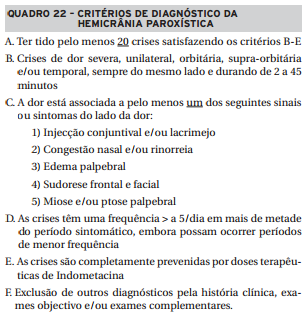 QUADRO 22 – CRITÉRIOS DE DIAGNÓSTICO DA
HEMICRÂNIA PAROXÍSTICA
A. Ter tido pelo menos 20 crises satisfazendo os critérios B-E
B. Crises de dor severa, unilateral, orbitária, supra-orbitária
e/ou temporal, sempre do mesmo lado e durando de 2 a 45
minutos
C. A dor está associada a pelo menos um dos seguintes sinais
ou sintomas do lado da dor:
1) Injecção conjuntival e/ou lacrimejo
2) Congestão nasal e/ou rinorreia
3) Edema palpebral
4) Sudorese frontal e facial
5) Miose e/ou ptose palpebral
D. As crises têm uma frequência > a 5/dia em mais de metade
do período sintomático, embora possam ocorrer períodos
de menor frequência
E. As crises são completamente prevenidas por doses terapêu-
ticas de Indometacina
F. Exclusão de outros diagnósticos pela história clínica, exa-
mes objectivo e/ou exames complementares.